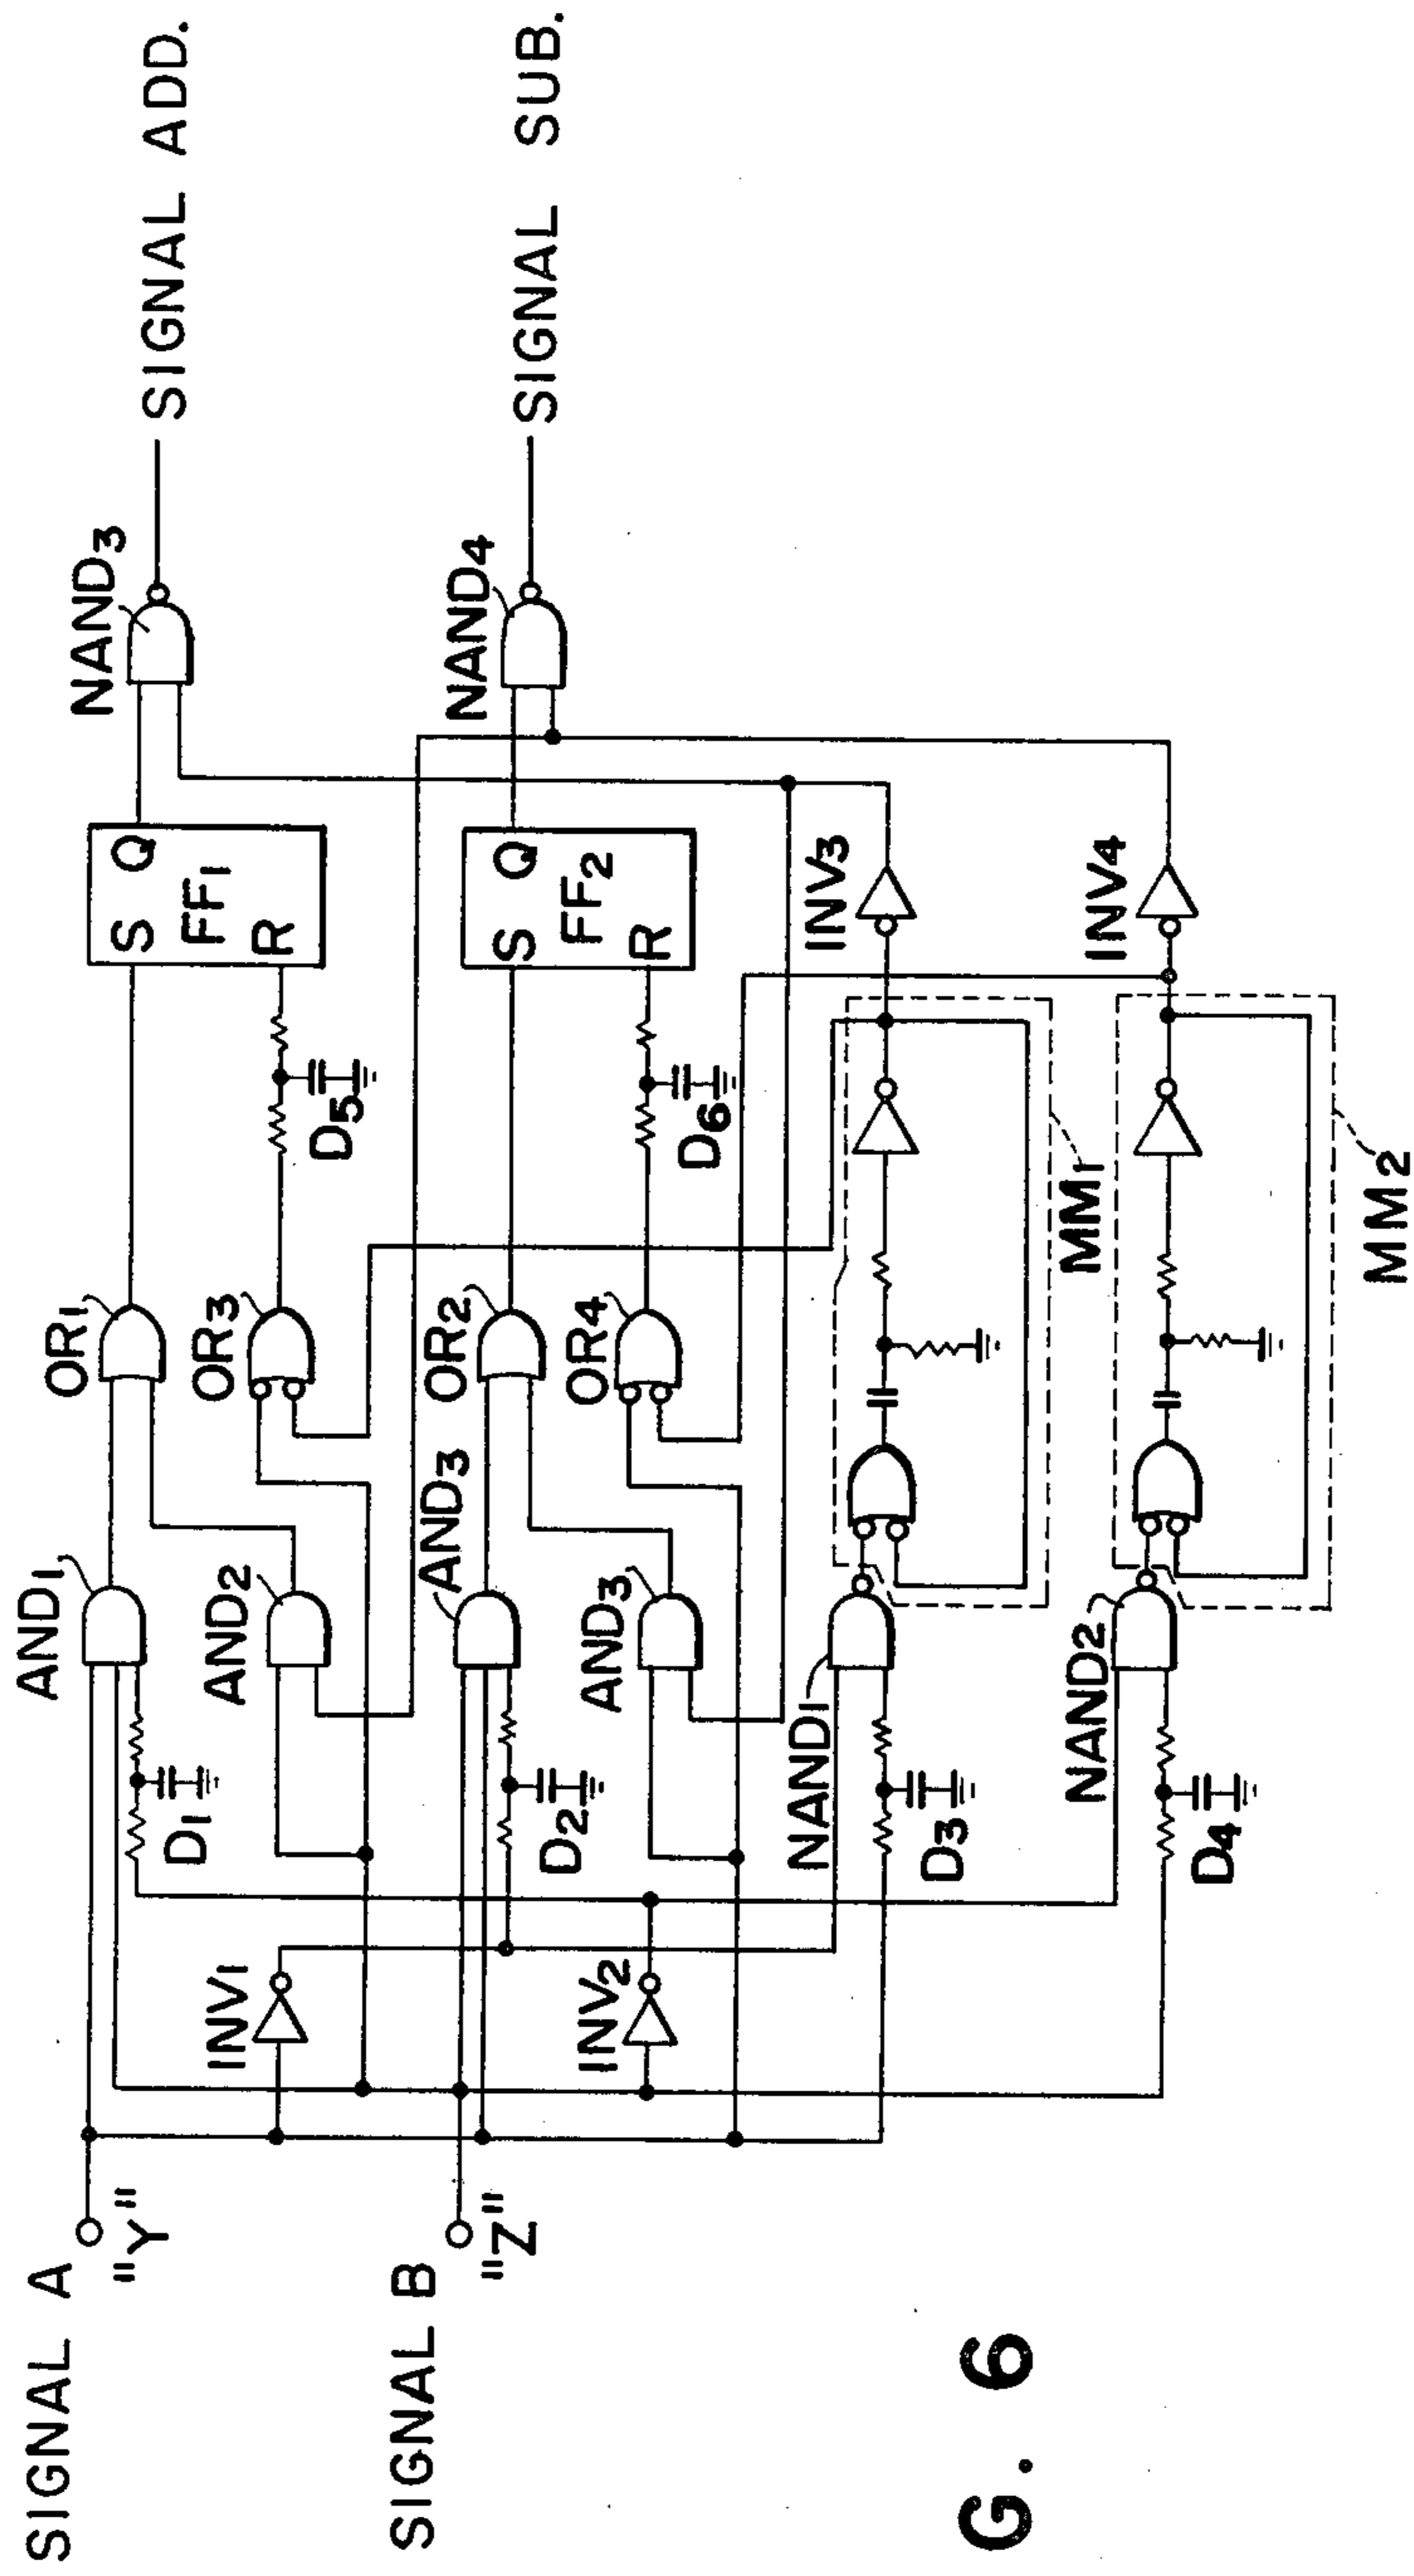 SIGNAL A
"Y"
SIGNAL B
"Z"
INV1
INV2
D1
D2
D3
D4
AND1
AND2
AND3
AND3
NAND1
NAND2
OR1
OR3
OR2
OR4
D5
D6
MM1
MM2
S Q
FF1
R
S Q
FF2
R
INV3
INV4
NAND3
NAND4
SIGNAL ADD.
SIGNAL SUB.
G. 6